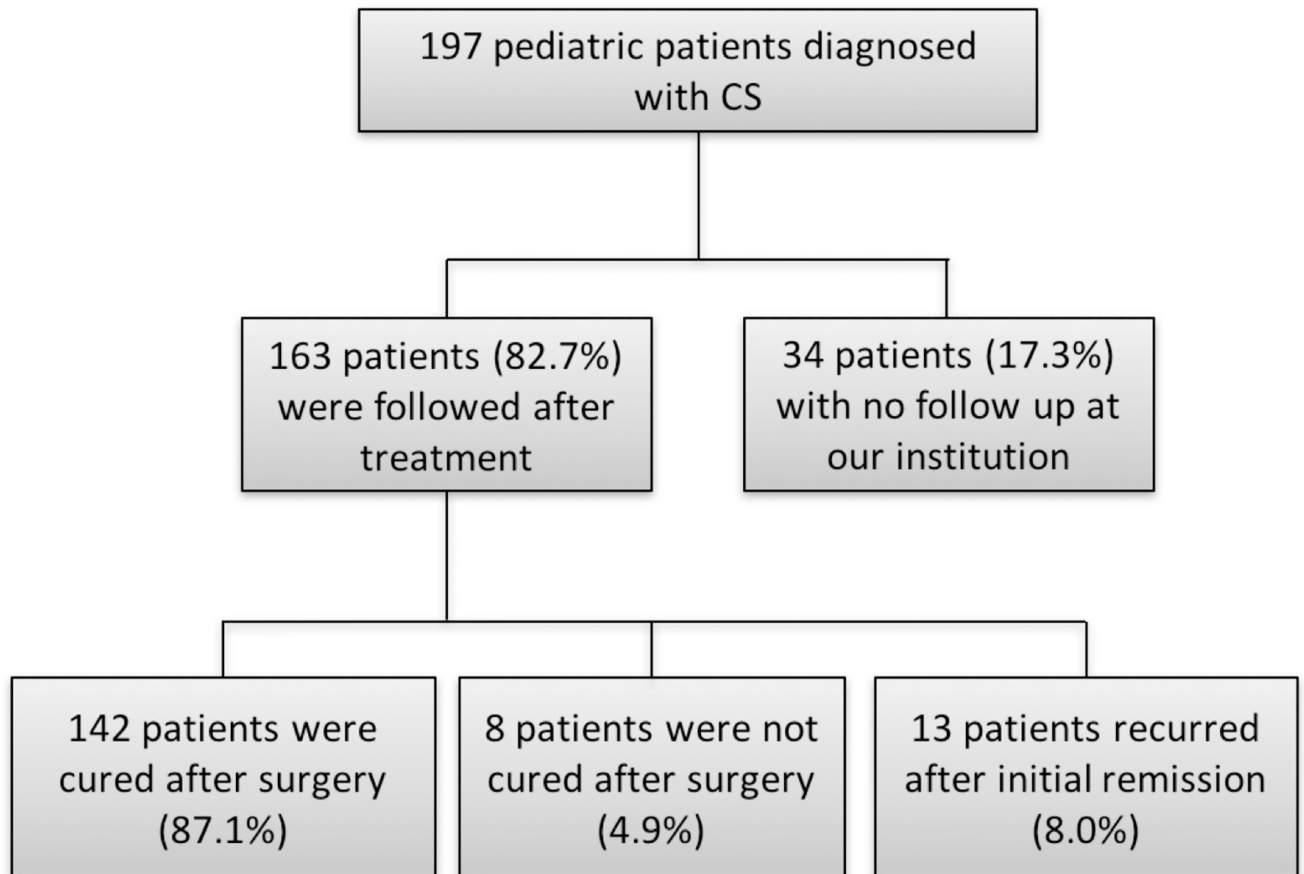 197 pediatric patients diagnosed
with CS
163 patients (82.7%)
were followed after
treatment
34 patients (17.3%)
with no follow up at
our institution
142 patients were
cured after surgery
(87.1%)
8 patients were not
cured after surgery
(4.9%)
13 patients recurred
after initial remission
(8.0%)